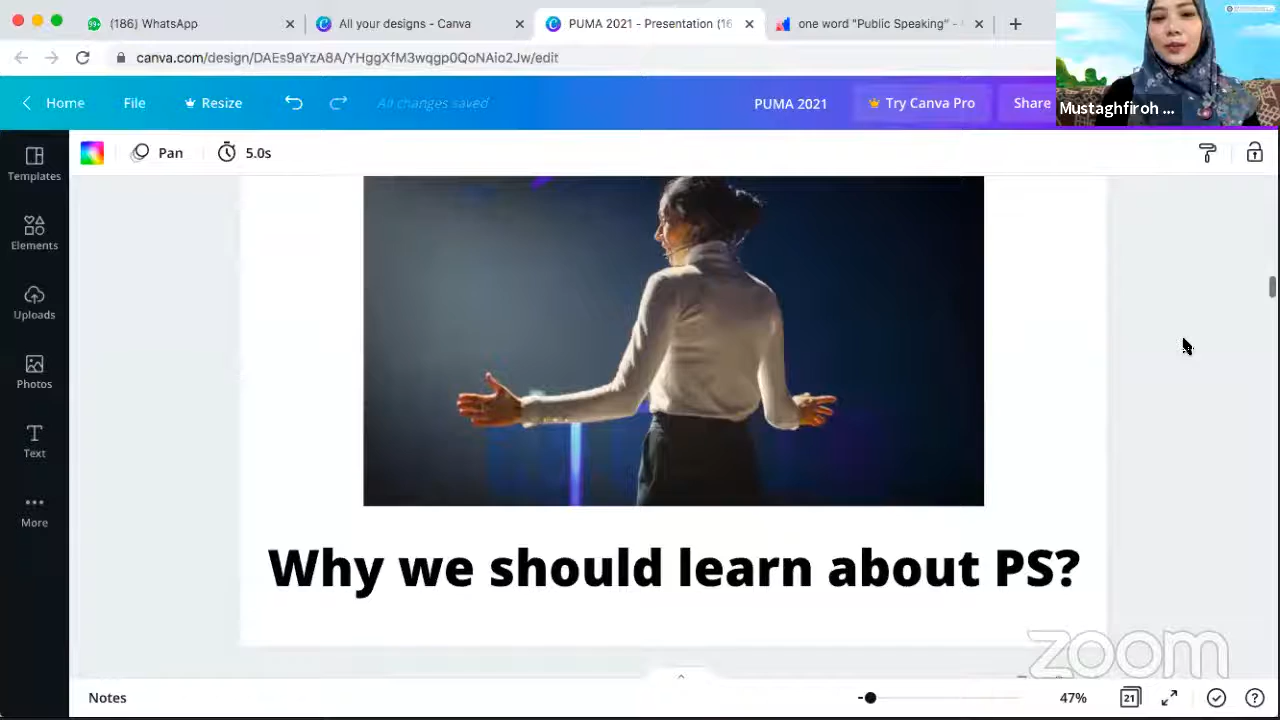 (186) WhatsApp
All your designs - Canva
PUMA 2021 - Presentation (16
one word "Public Speaking" -
canva.com/design/DAEs9aYzA8A/YHggXfM3wqgp0QoNAio2Jw/edit
Home
File
Resize
All changes saved
PUMA 2021
Try Canva Pro
Share
Mustaghfiroh ...
Pan
5.0s
Templates
Elements
Uploads
Photos
Text
More
Why we should learn about PS?
zoom
Notes
47%
21